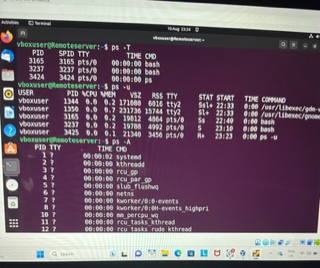 Activities Terminal
10 Aug 23:24
vboxuser@Remoteserver: ~
vboxuser@Remoteserver:~$ ps -T
PID SPID TTY TIME CMD
3165 3165 pts/0 00:00:00 bash
3237 3237 pts/0 00:00:00 bash
3424 3424 pts/0 00:00:00 ps
vboxuser@Remoteserver:~$ ps -u
USER PID %CPU %MEM VSZ RSS TTY STAT START TIME COMMAND
vboxuser 1344 0.0 0.2 171080 6016 tty2 Ssl+ 22:33 0:00 /usr/libexec/gdm-
vboxuser 1350 0.0 0.7 231736 15744 tty2 Sl+ 22:33 0:00 /usr/libexec/gnome
vboxuser 3165 0.0 0.2 19812 4864 pts/0 Ss 22:49 0:00 bash
vboxuser 3237 0.0 0.2 19788 4992 pts/0 S 23:10 0:00 bash
vboxuser 3425 0.0 0.1 21340 3456 pts/0 R+ 23:23 0:00 ps -u
vboxuser@Remoteserver:~$ ps -A
PID TTY TIME CMD
1 ? 00:00:02 systemd
2 ? 00:00:00 kthreadd
3 ? 00:00:00 rcu_gp
4 ? 00:00:00 rcu_par_gp
5 ? 00:00:00 slub_flushwq
6 ? 00:00:00 netns
7 ? 00:00:00 kworker/0:0-events
8 ? 00:00:00 kworker/0:0H-events_highpri
10 ? 00:00:00 mm_percpu_wq
11 ? 00:00:00 rcu_tasks_kthread
12 ? 00:00:00 rcu_tasks_rude_kthread
Search